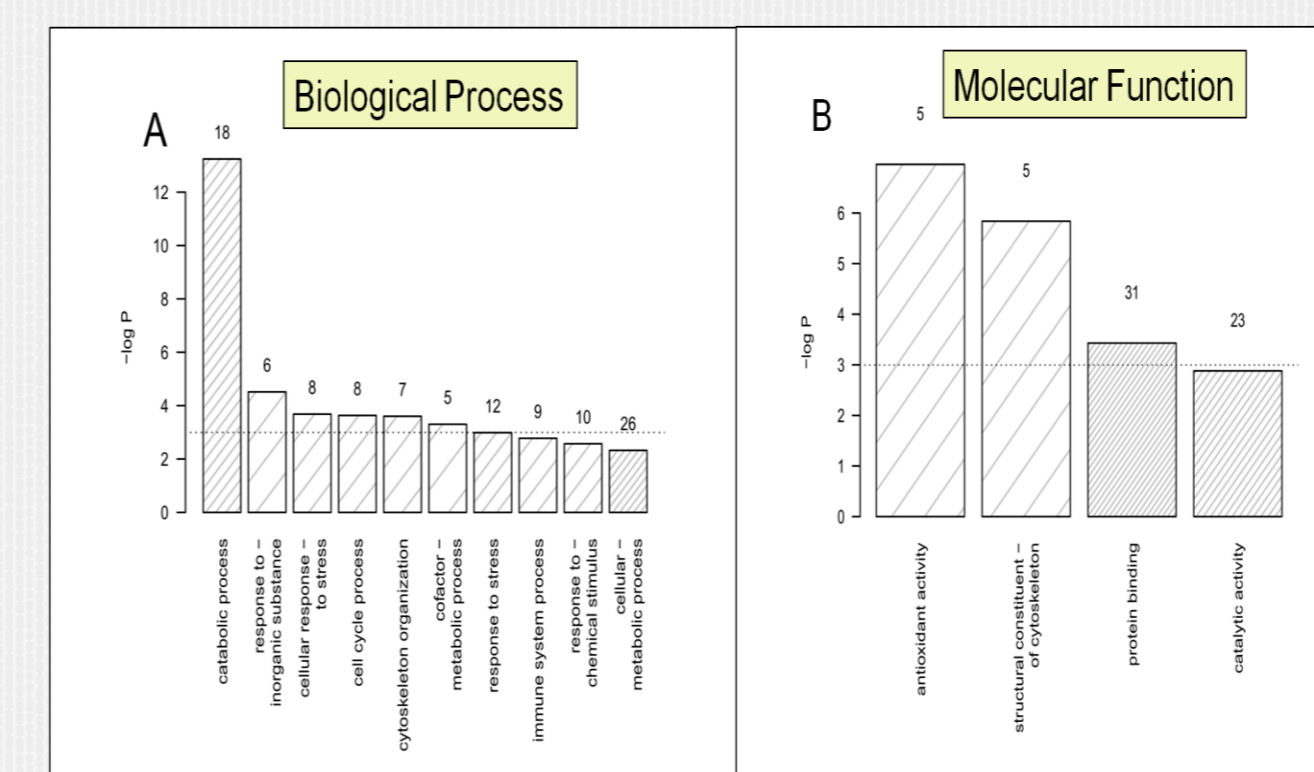 Biological Process
A
18
6
8
8
7
5
12
9
10
26
12
10
8
6
4
2
0
−log P
catabolic process
response to −
inorganic substance
cellular response −
to stress
cell cycle process
cytoskeleton organization
cofactor −
metabolic process
response to stress
immune system process
response to −
chemical stimulus
cellular −
metabolic process
Molecular Function
B
5
5
31
23
6
5
4
3
2
1
0
−log P
antioxidant activity
structural constituent −
of cytoskeleton
protein binding
catalytic activity